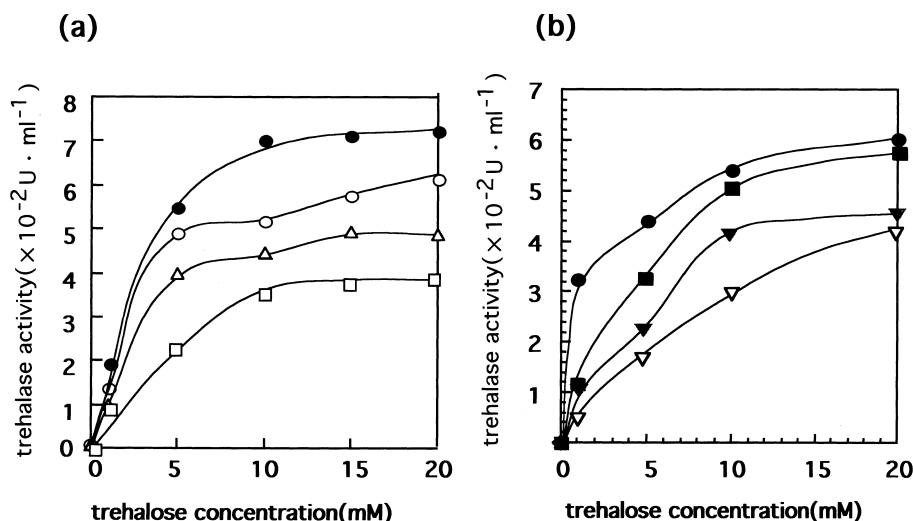 (a)
trehalase activity(×10⁻²U·ml⁻¹)
8
7
6
5
4
3
2
1
0
0 5 10 15 20
trehalose concentration(mM)
(b)
trehalase activity(×10⁻²U·ml⁻¹)
7
6
5
4
3
2
1
0 5 10 15 20
trehalose concentration(mM)